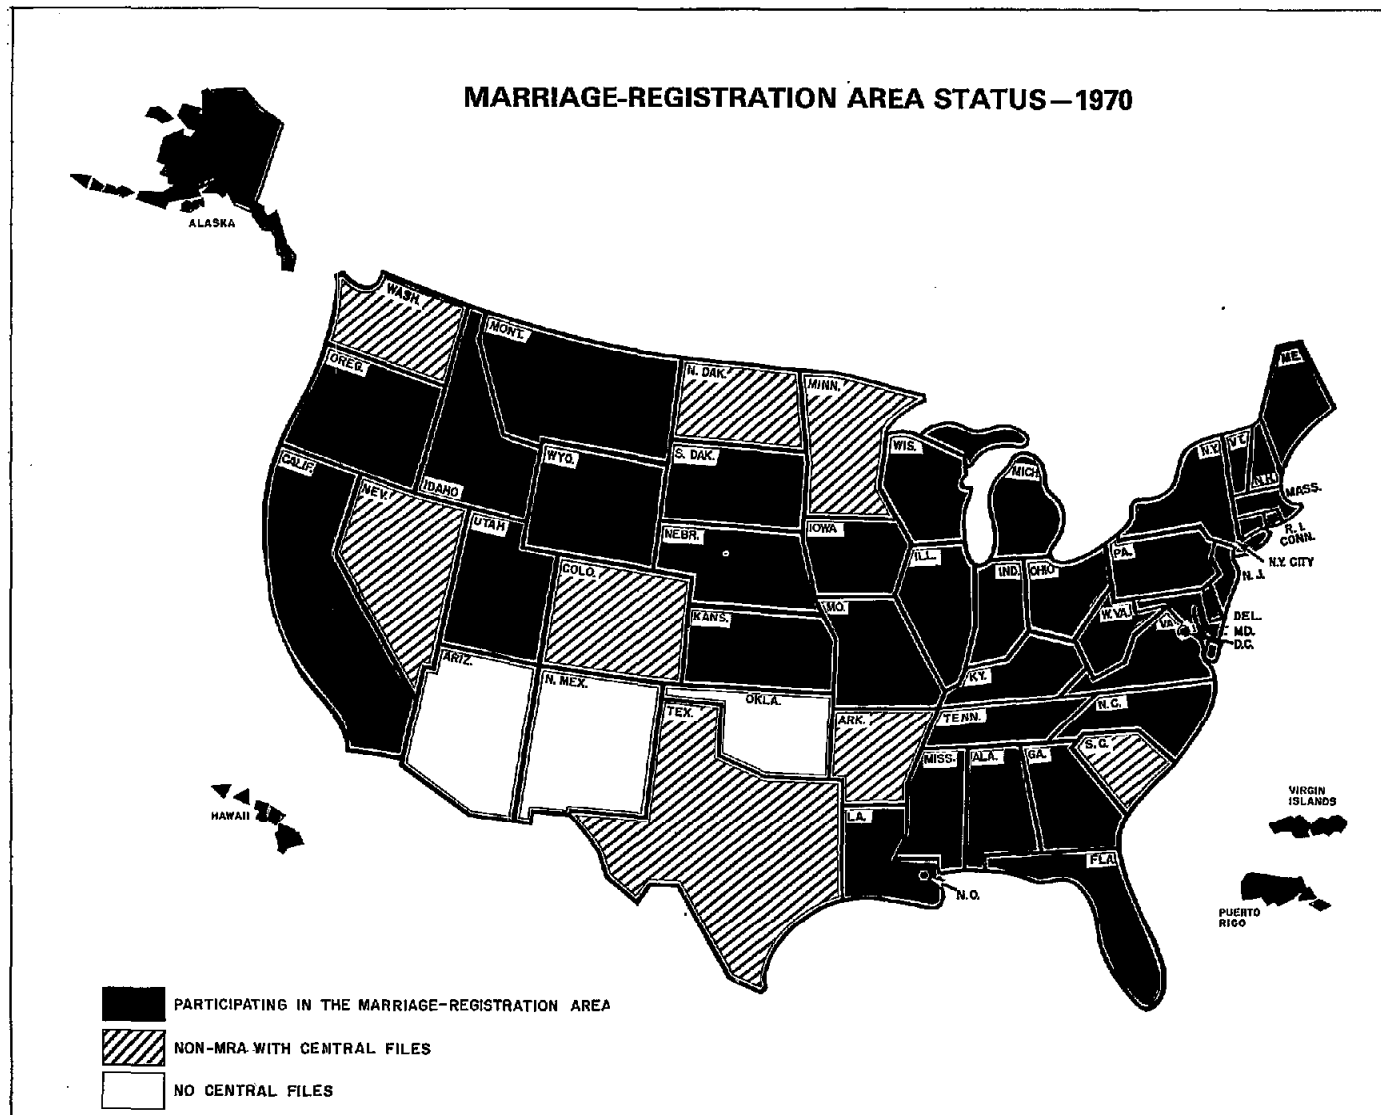 MARRIAGE-REGISTRATION AREA STATUS—1970
ALASKA
WASH.
MONT.
OREG.
N. DAK.
MINN.
ME.
CALIF.
IDAHO
WYO.
S. DAK.
WIS.
MICH.
N.Y.
VT.
N.H.
MASS.
NEV.
UTAH
NEBR.
IOWA
ILL.
IND.
OHIO
PA.
R. I.
CONN.
N.Y. CITY
N. J.
COLO.
KANS.
MO.
W. VA.
VA.
DEL.
MD.
D.C.
ARIZ.
N. MEX.
OKLA.
TEX.
ARK.
KY.
TENN.
N. C.
S. C.
MISS.
ALA.
GA.
LA.
FLA.
N.O.
HAWAII
VIRGIN
ISLANDS
PUERTO
RICO
PARTICIPATING IN THE MARRIAGE-REGISTRATION AREA
NON-MRA WITH CENTRAL FILES
NO CENTRAL FILES